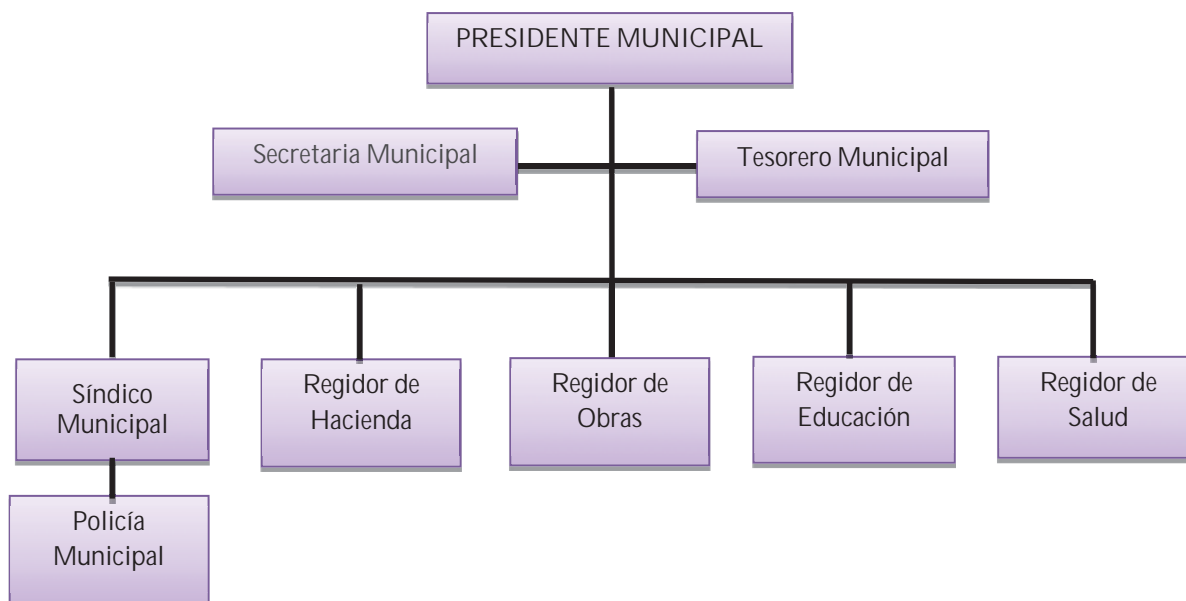 PRESIDENTE MUNICIPAL
Secretaria Municipal
Tesorero Municipal
Síndico
Municipal
Regidor de
Hacienda
Regidor de
Obras
Regidor de
Educación
Regidor de
Salud
Policía
Municipal